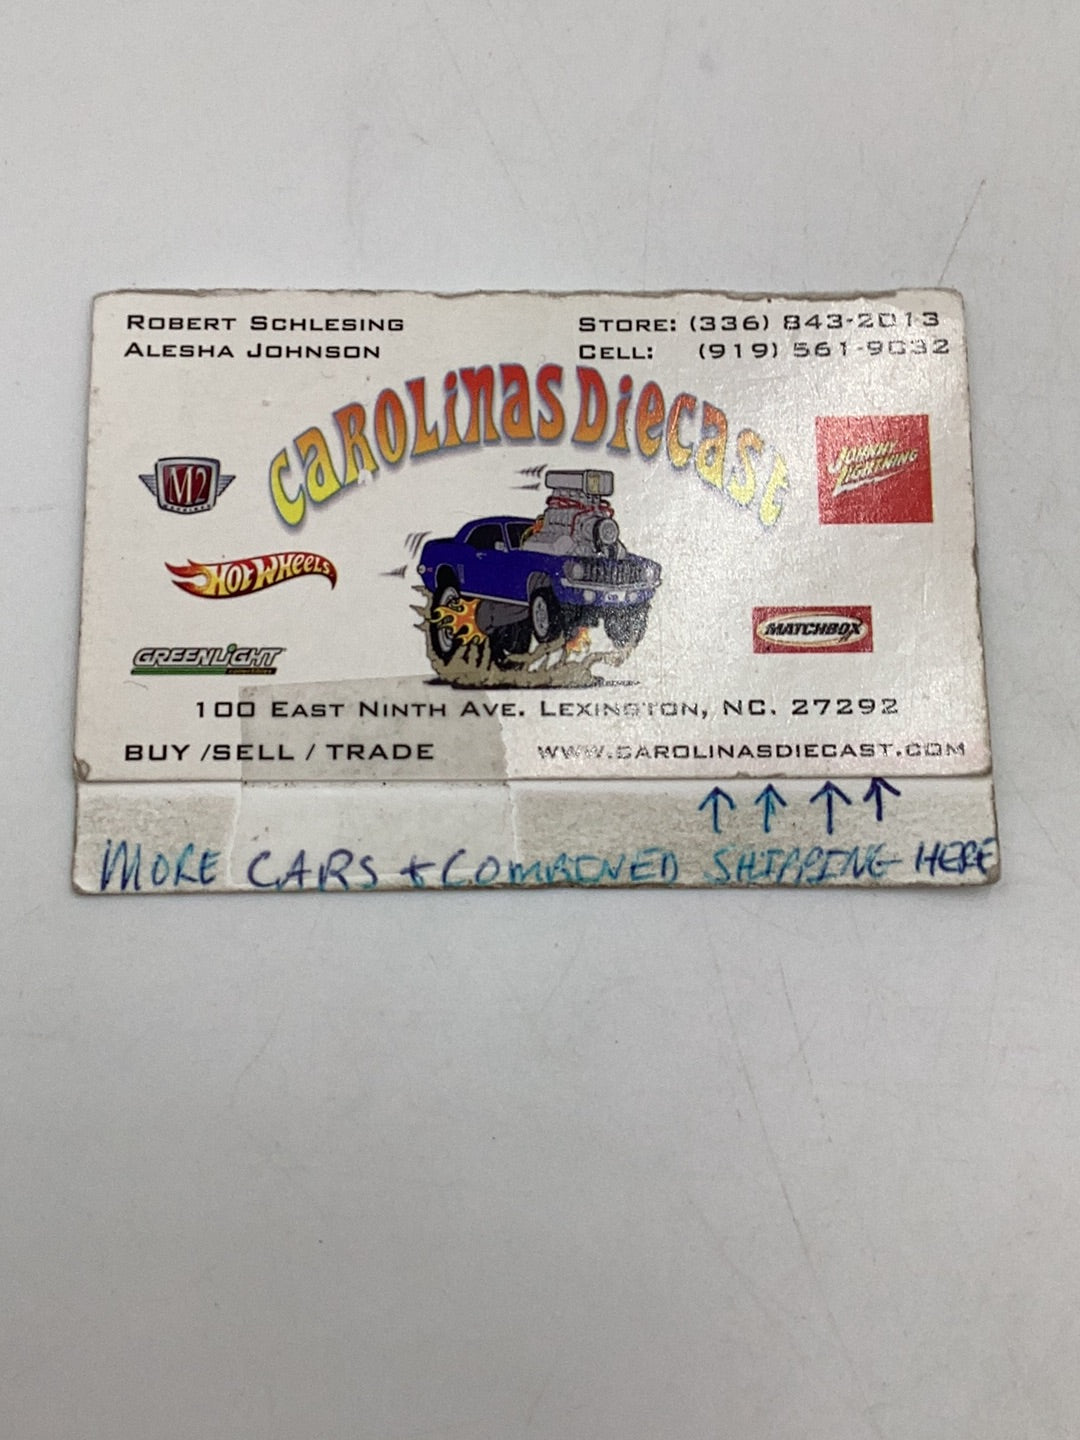 ROBERT SCHLESING
ALESHA JOHNSON
STORE: (336) 843-2013
CELL: (919) 561-9032
CAROLINAS DIECAST
M2
HOT WHEELS
GREENLIGHT
JOHNNY LIGHTNING
MATCHBOX
100 EAST NINTH AVE. LEXINGTON, NC. 27292
BUY /SELL / TRADE
WWW.CAROLINASDIECAST.COM
↑ ↑ ↑ ↑
MORE CARS + COMBINED SHIPPING HERE